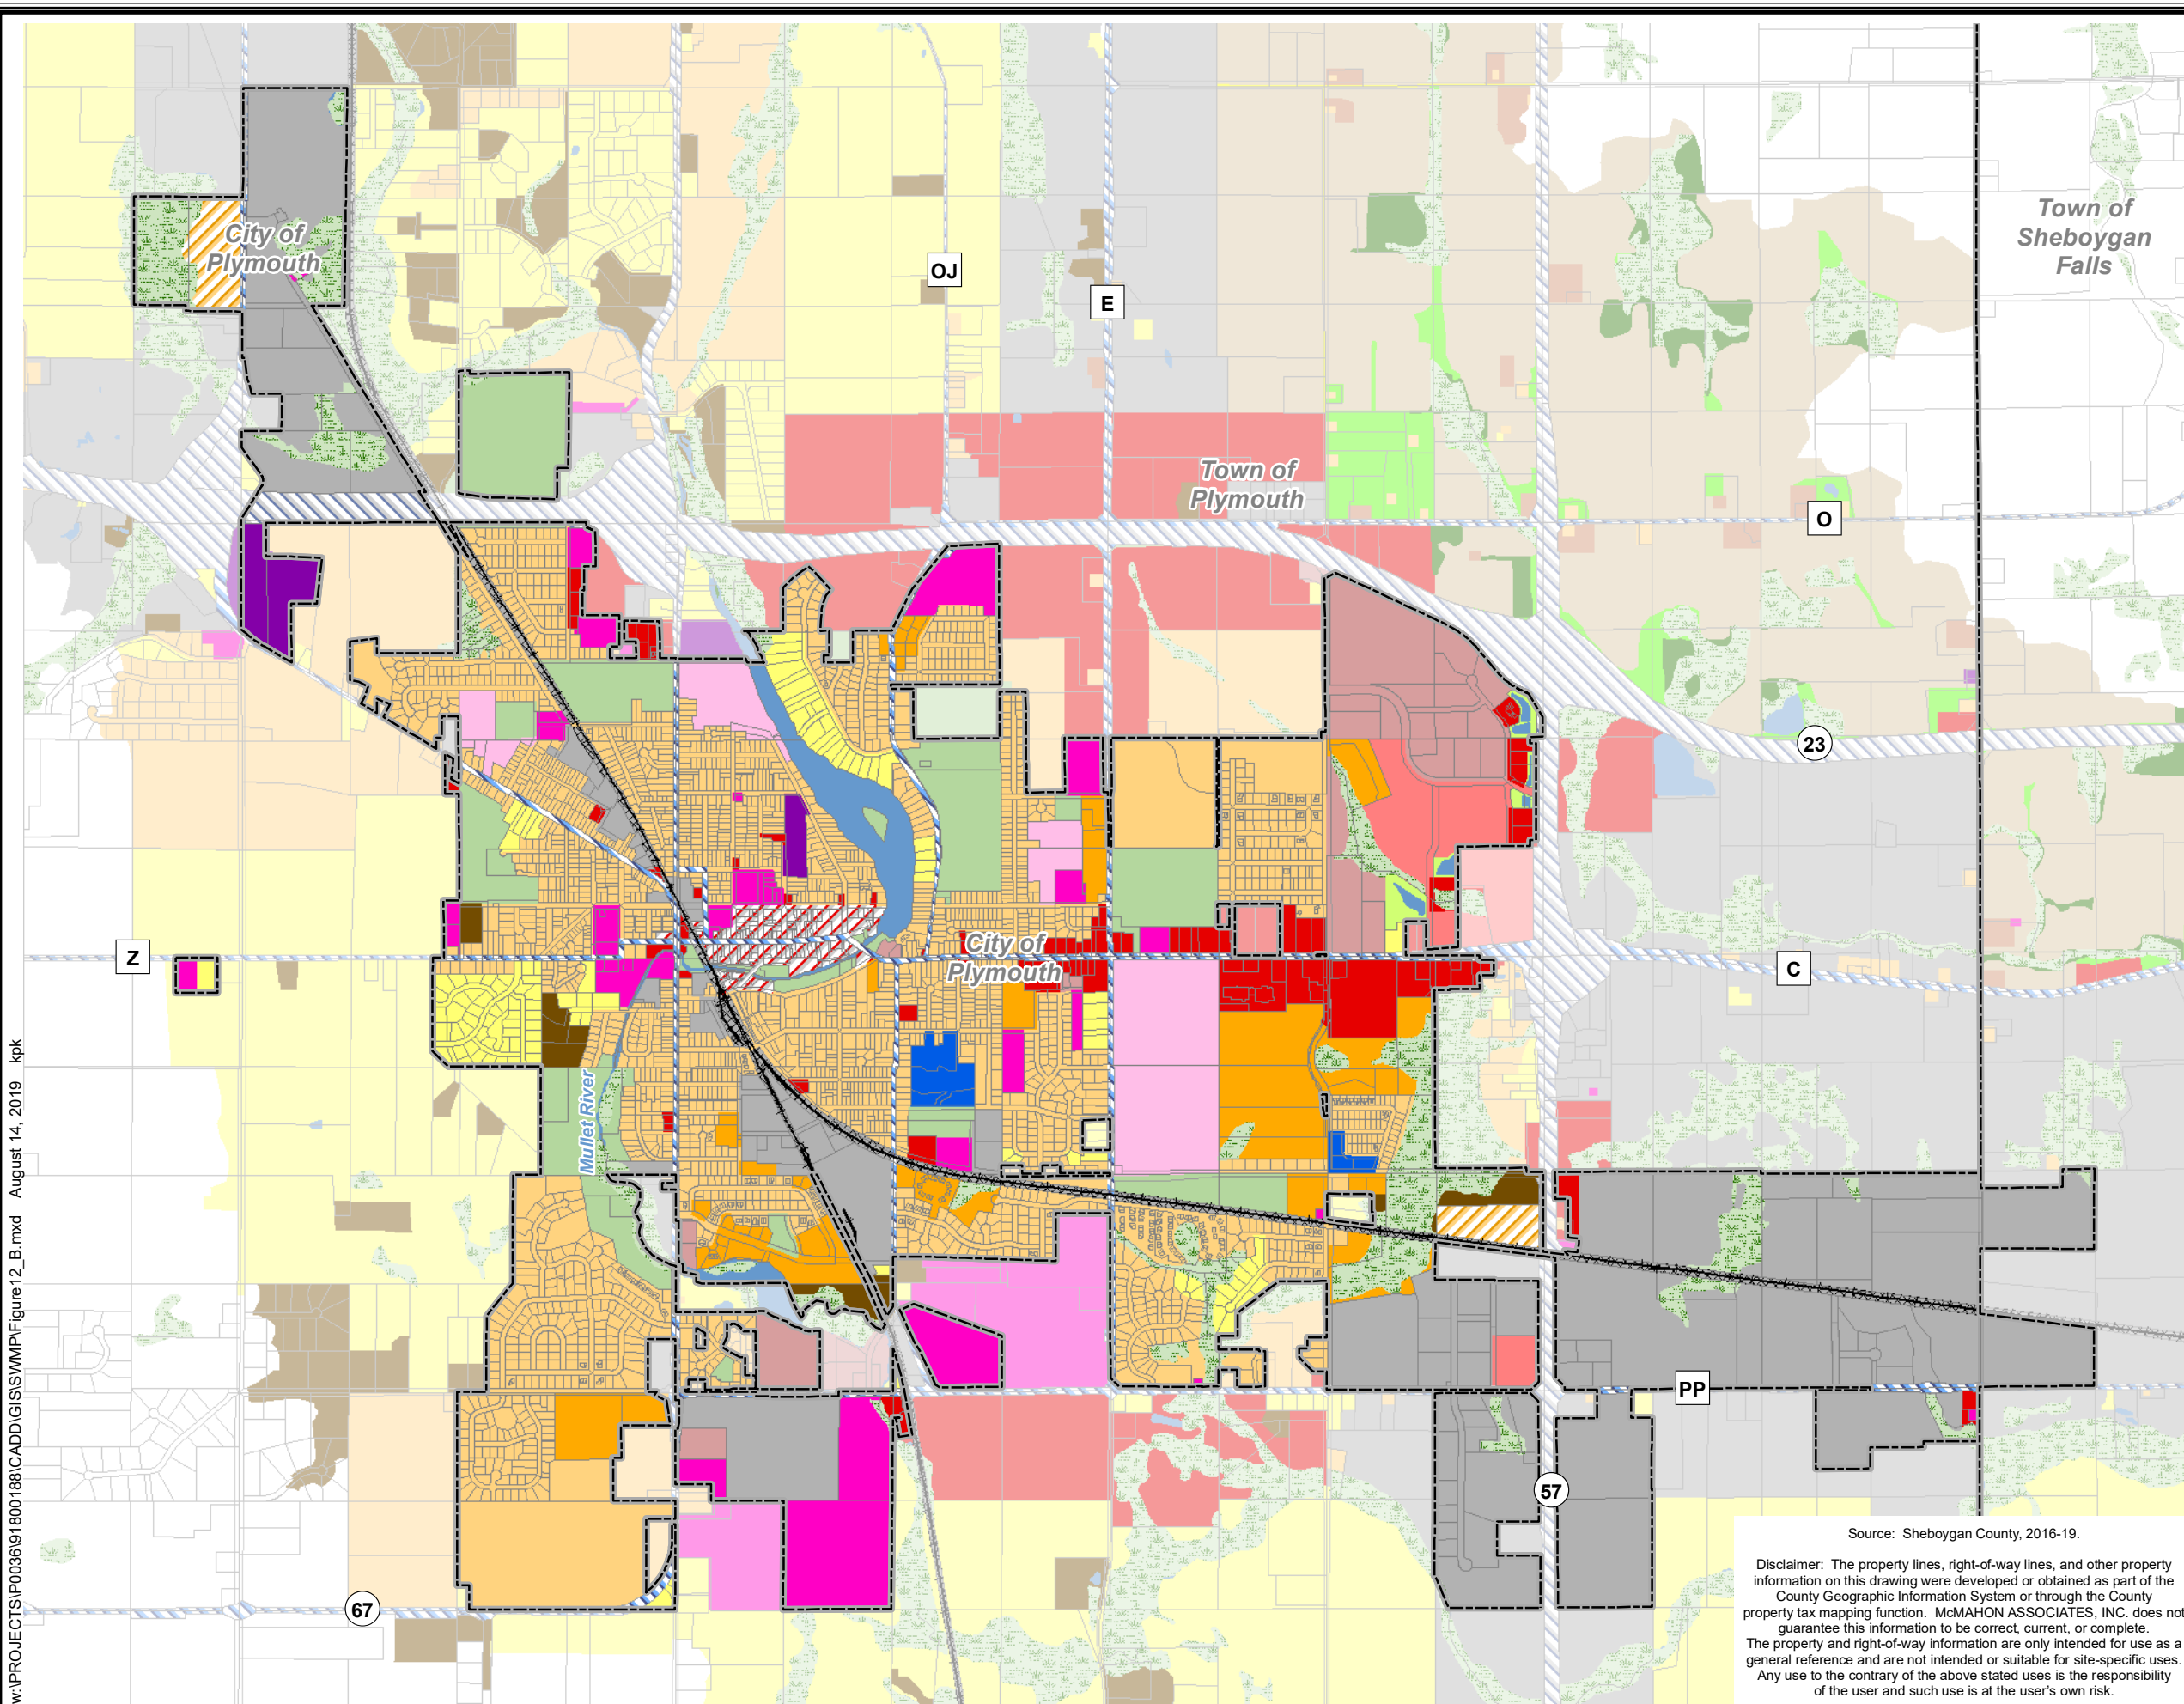 City of
Plymouth
Town of
Sheboygan
Falls
OJ
E
Town of
Plymouth
O
23
City of
Plymouth
Z
C
Mullet River
PP
57
67
w:\PROJECTS\P0036\91800188\CADD\GIS\SWMP\Figure12_B.mxd August 14, 2019 kpk
Source: Sheboygan County, 2016-19.
Disclaimer: The property lines, right-of-way lines, and other property
information on this drawing were developed or obtained as part of the
County Geographic Information System or through the County
property tax mapping function. McMAHON ASSOCIATES, INC. does not
guarantee this information to be correct, current, or complete.
The property and right-of-way information are only intended for use as a
general reference and are not intended or suitable for site-specific uses.
Any use to the contrary of the above stated uses is the responsibility
of the user and such use is at the user's own risk.